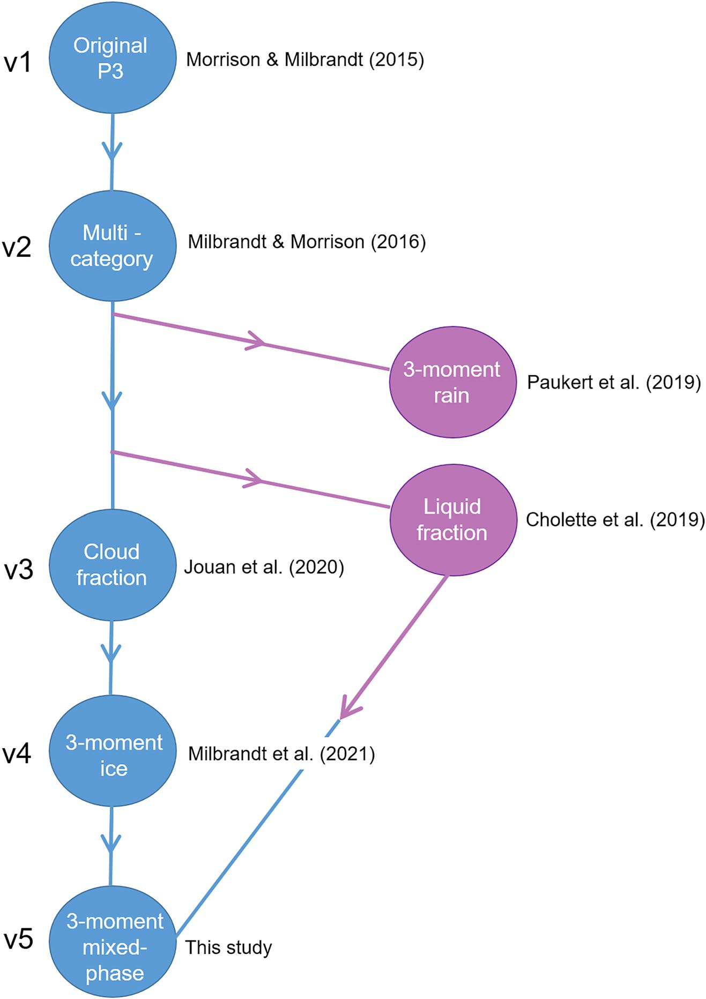 v1
Original
P3
Morrison & Milbrandt (2015)
v2
Multi -
category
Milbrandt & Morrison (2016)
3-moment
rain
Paukert et al. (2019)
Liquid
fraction
Cholette et al. (2019)
v3
Cloud
fraction
Jouan et al. (2020)
v4
3-moment
ice
Milbrandt et al. (2021)
v5
3-moment
mixed-
phase
This study